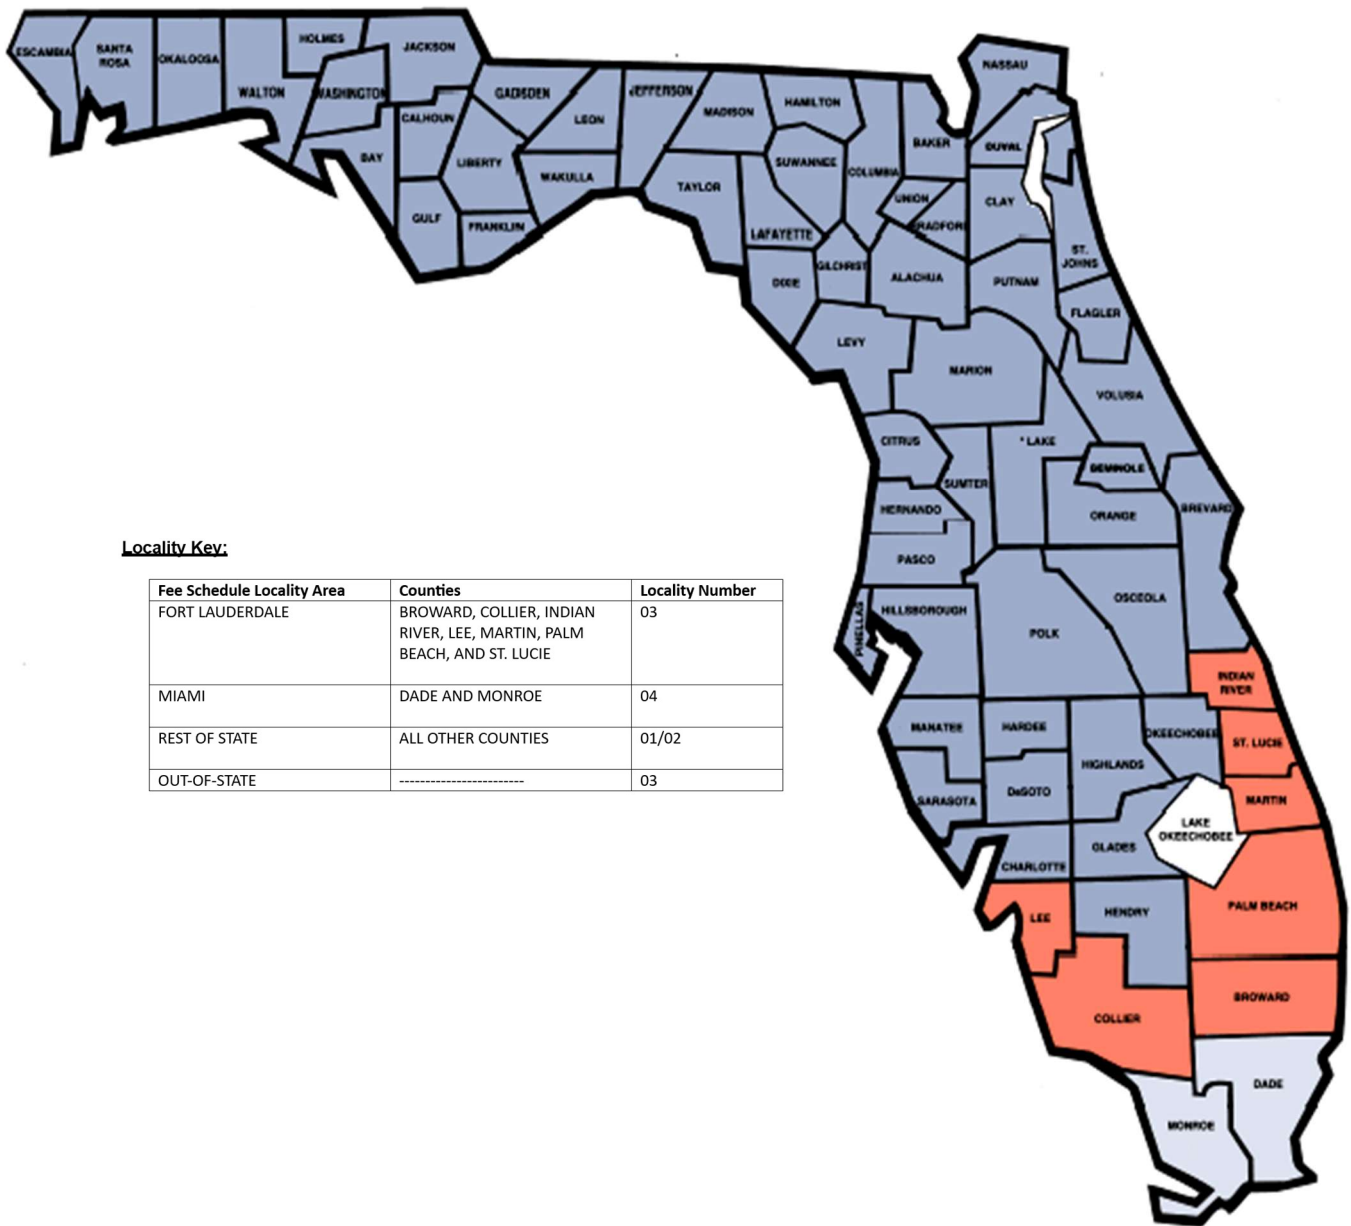 NASSAU
HOLMES
JACKSON
ESCAMBIA
SANTA
ROSA
OKALOOSA
WALTON
WASHINGTON
GADISDEN
JEFFERSON
HAMILTON
MADISON
LEON
CALHOUN
BAKER
DUVAL
BAY
LIBERTY
WAKULLA
TAYLOR
SUWANNEE
COLUMBIA
UNION
CLAY
GULF
FRANKLIN
LAFAYETTE
BRADFORD
ST.
JOHNS
GILCHRIST
DIXIE
ALACHUA
PUTNAM
FLAGLER
LEVY
MARION
VOLUSIA
CITRUS
* LAKE
SEMINOLE
SUMTER
HERNANDO
ORANGE
BREVARD
PASCO
OSCEOLA
HILLSBOROUGH
PINELLAS
POLK
INDIAN
RIVER
MANATEE
HARDEE
OKEECHOBEE
ST. LUCIE
HIGHLANDS
SARASOTA
DeSOTO
MARTIN
LAKE
OKEECHOBEE
GLADES
CHARLOTTE
LEE
HENDRY
PALM BEACH
BROWARD
COLLIER
DADE
MONROE
Locality Key:
Fee Schedule Locality Area Counties Locality Number
FORT LAUDERDALE BROWARD, COLLIER, INDIAN 03
RIVER, LEE, MARTIN, PALM
BEACH, AND ST. LUCIE
MIAMI DADE AND MONROE 04
REST OF STATE ALL OTHER COUNTIES 01/02
OUT-OF-STATE ------------------------ 03